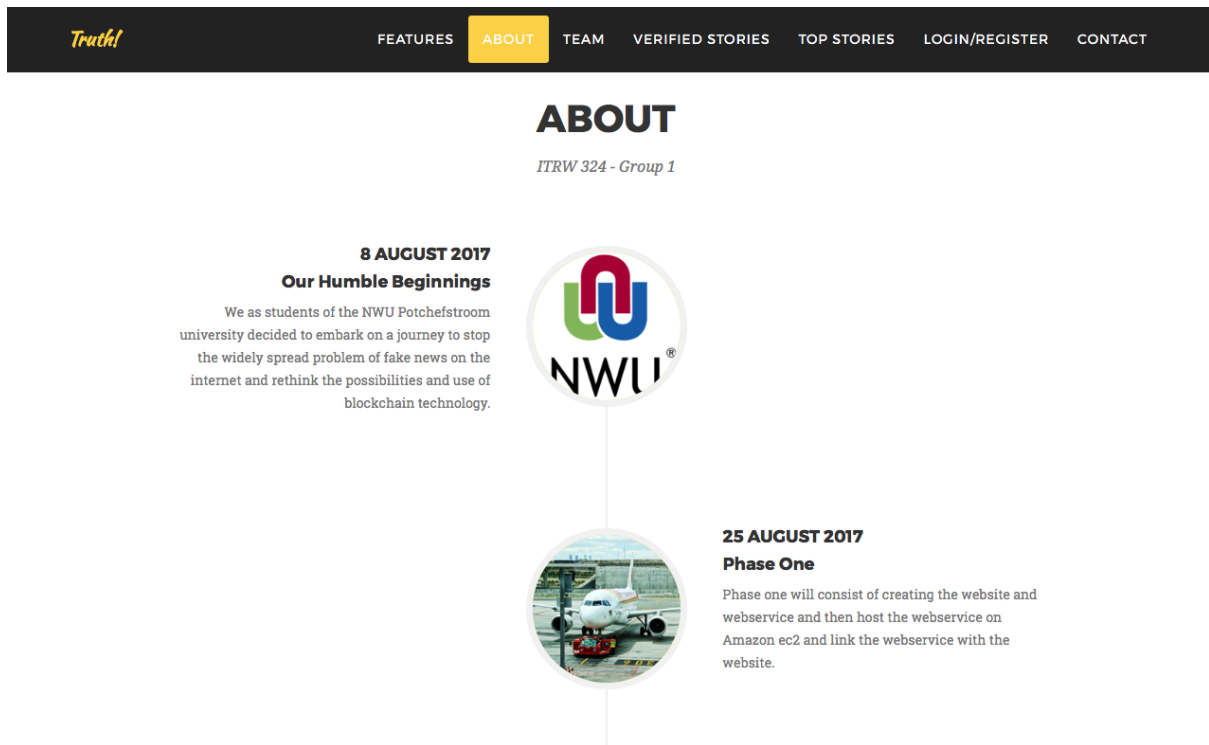 Truth!
FEATURES
ABOUT
TEAM
VERIFIED STORIES
TOP STORIES
LOGIN/REGISTER
CONTACT
ABOUT
ITRW 324 - Group 1
8 AUGUST 2017
Our Humble Beginnings
We as students of the NWU Potchefstroom
university decided to embark on a journey to stop
the widely spread problem of fake news on the
internet and rethink the possibilities and use of
blockchain technology.
NWU®
25 AUGUST 2017
Phase One
Phase one will consist of creating the website and
webservice and then host the webservice on
Amazon ec2 and link the webservice with the
website.